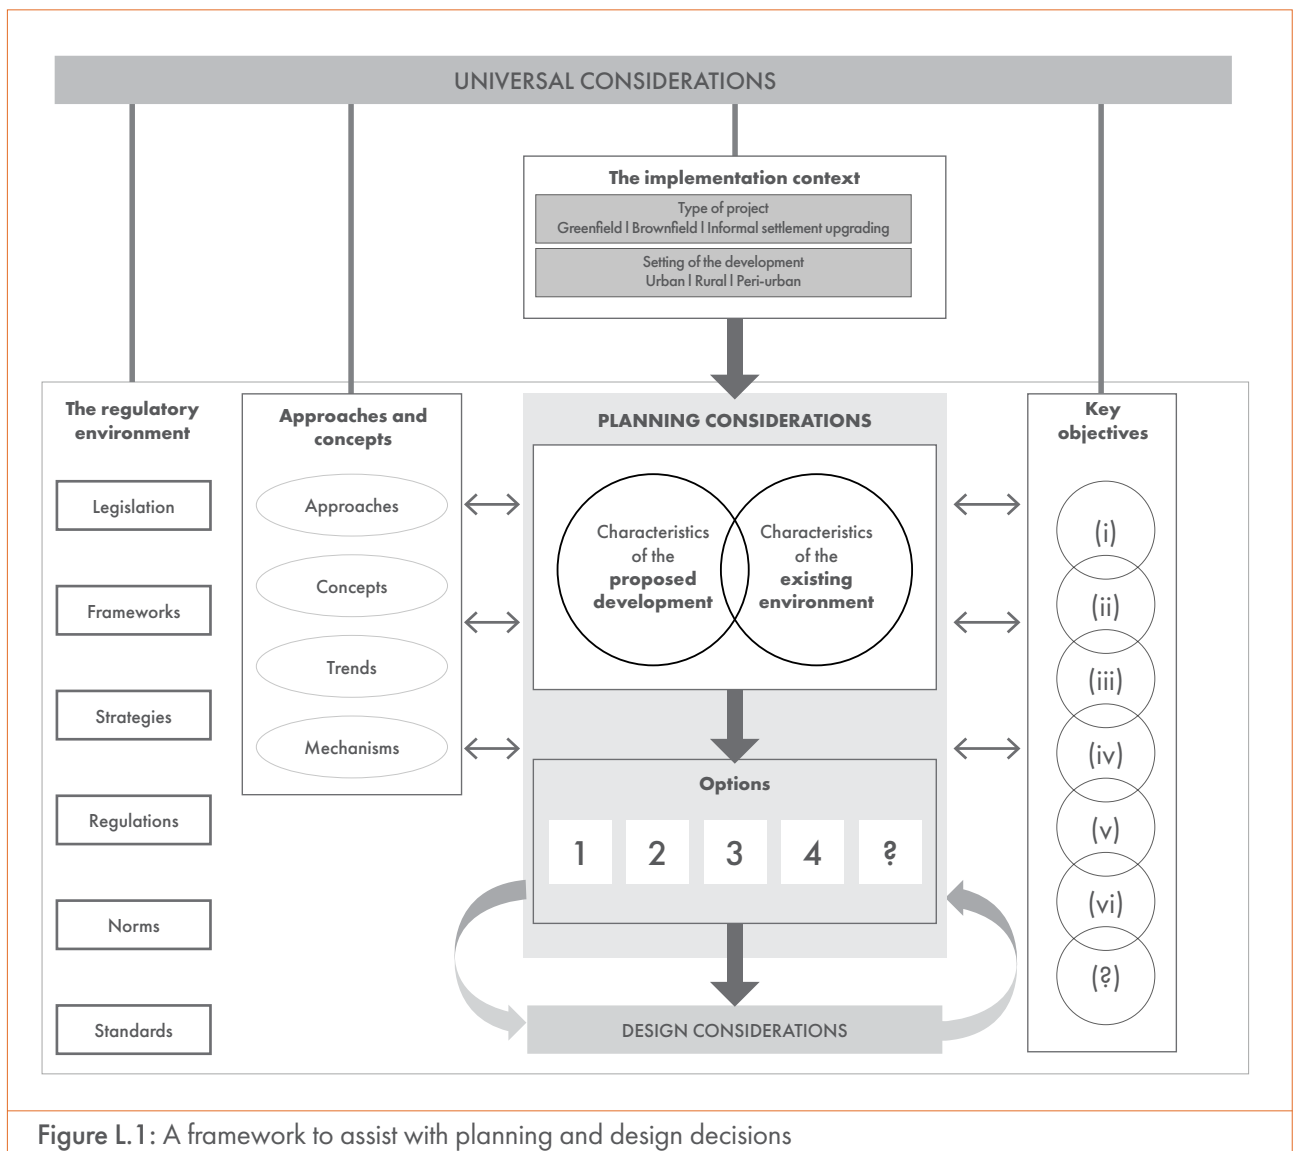 UNIVERSAL CONSIDERATIONS
The implementation context
Type of project
Greenfield I Brownfield I Informal settlement upgrading
Setting of the development
Urban I Rural I Peri-urban
The regulatory
environment
Legislation
Frameworks
Strategies
Regulations
Norms
Standards
Approaches and
concepts
Approaches
Concepts
Trends
Mechanisms
PLANNING CONSIDERATIONS
Characteristics
of the
proposed
development
Characteristics
of the
existing
environment
Options
1
2
3
4
?
DESIGN CONSIDERATIONS
Key
objectives
(i)
(ii)
(iii)
(iv)
(v)
(vi)
(?)
Figure L.1: A framework to assist with planning and design decisions